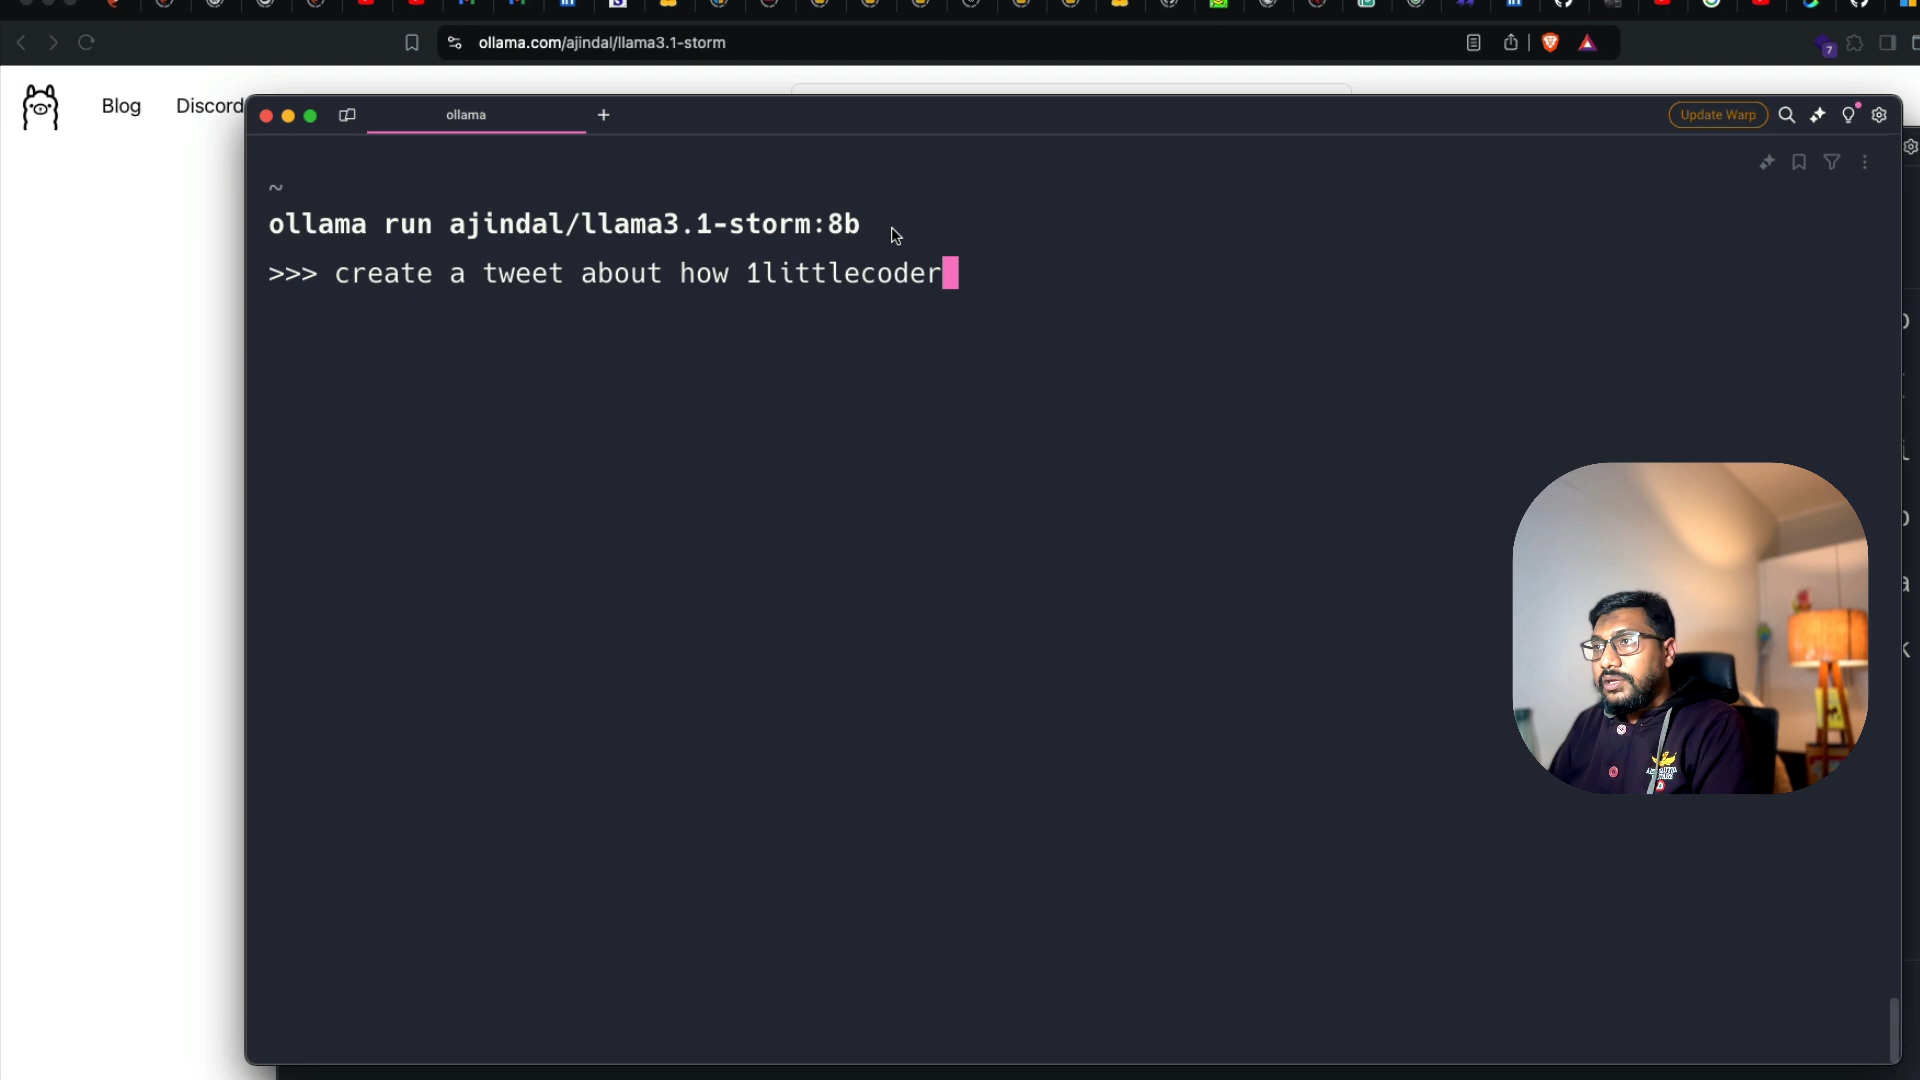 ollama.com/ajindal/llama3.1-storm
7
Blog
Discord
ollama
Update Warp
~
ollama run ajindal/llama3.1-storm:8b
>>> create a tweet about how 1littlecoder